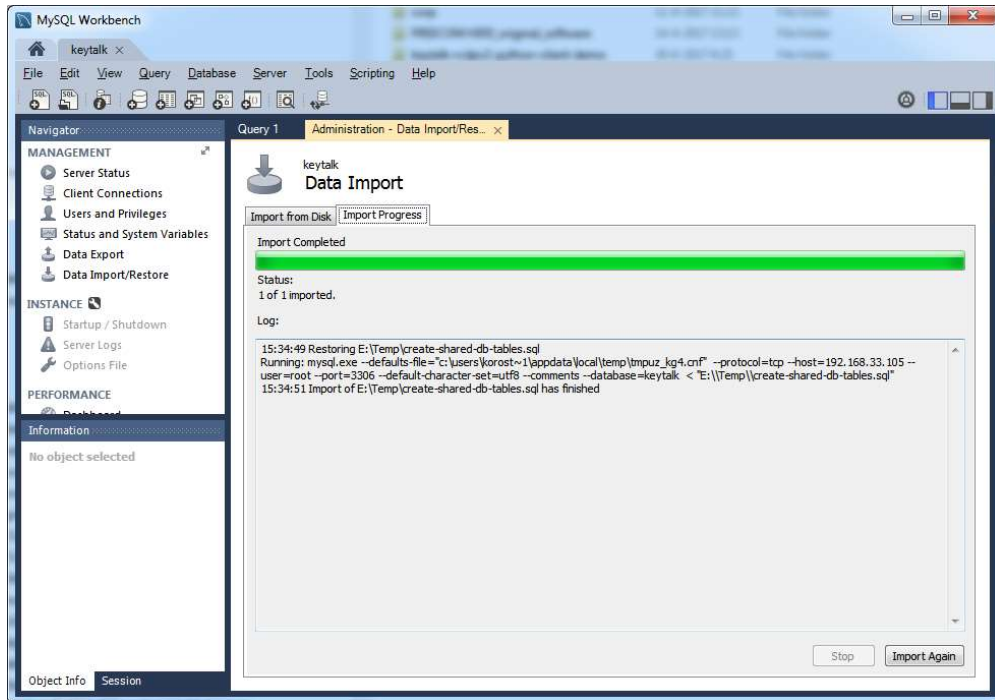 MySQL Workbench
keytalk
File Edit View Query Database Server Tools Scripting Help
Navigator
MANAGEMENT
Server Status
Client Connections
Users and Privileges
Status and System Variables
Data Export
Data Import/Restore
INSTANCE
Startup / Shutdown
Server Logs
Options File
PERFORMANCE
Dashboard
Information
No object selected
Object Info Session
Query 1 Administration - Data Import/Res...
keytalk
Data Import
Import from Disk Import Progress
Import Completed
Status:
1 of 1 imported.
Log:
15:34:49 Restoring E:\Temp\create-shared-db-tables.sql
Running: mysql.exe --defaults-file="c:\users\korost~1\appdata\local\temp\tmpuz_kg4.cnf" --protocol=tcp --host=192.168.33.105 --
user=root --port=3306 --default-character-set=utf8 --comments --database=keytalk < "E:\\Temp\\create-shared-db-tables.sql"
15:34:51 Import of E:\Temp\create-shared-db-tables.sql has finished
Stop Import Again